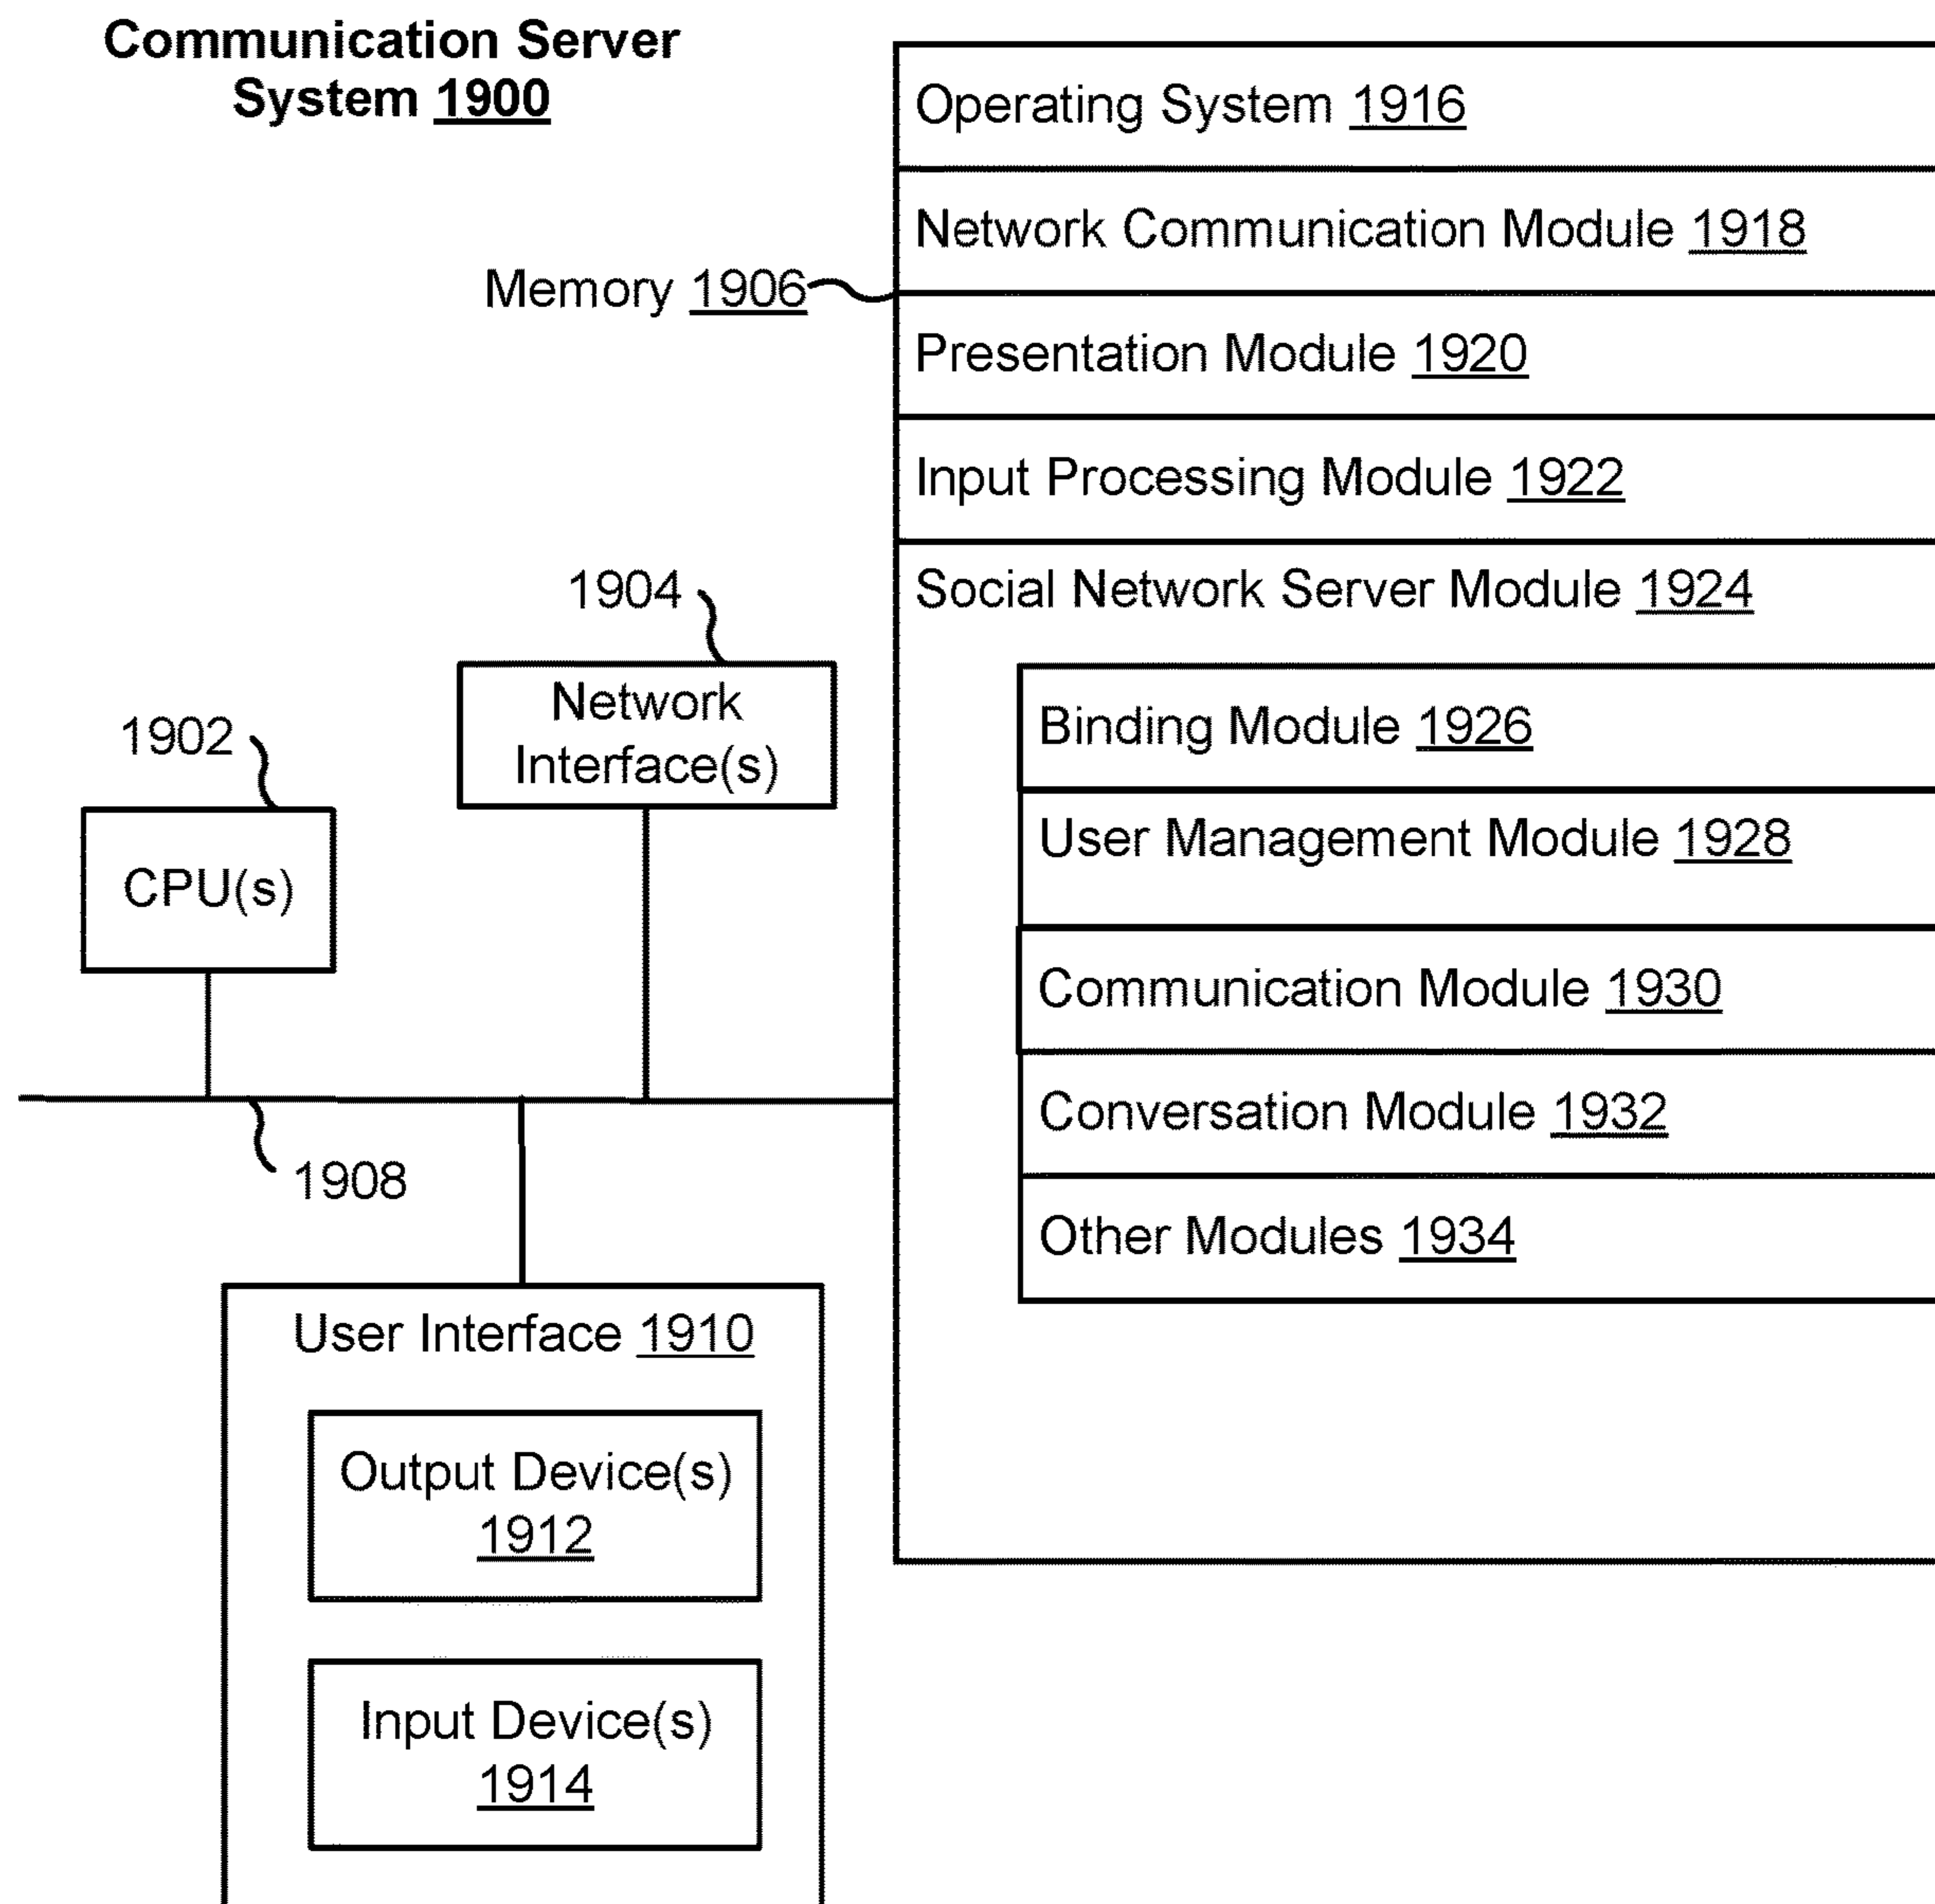 Communication Server
System 1900
Operating System 1916
Network Communication Module 1918
Memory 1906
Presentation Module 1920
Input Processing Module 1922
Social Network Server Module 1924
1904
Network
Interface(s)
Binding Module 1926
1902
User Management Module 1928
CPU(s)
Communication Module 1930
Conversation Module 1932
1908
Other Modules 1934
User Interface 1910
Output Device(s)
1912
Input Device(s)
1914